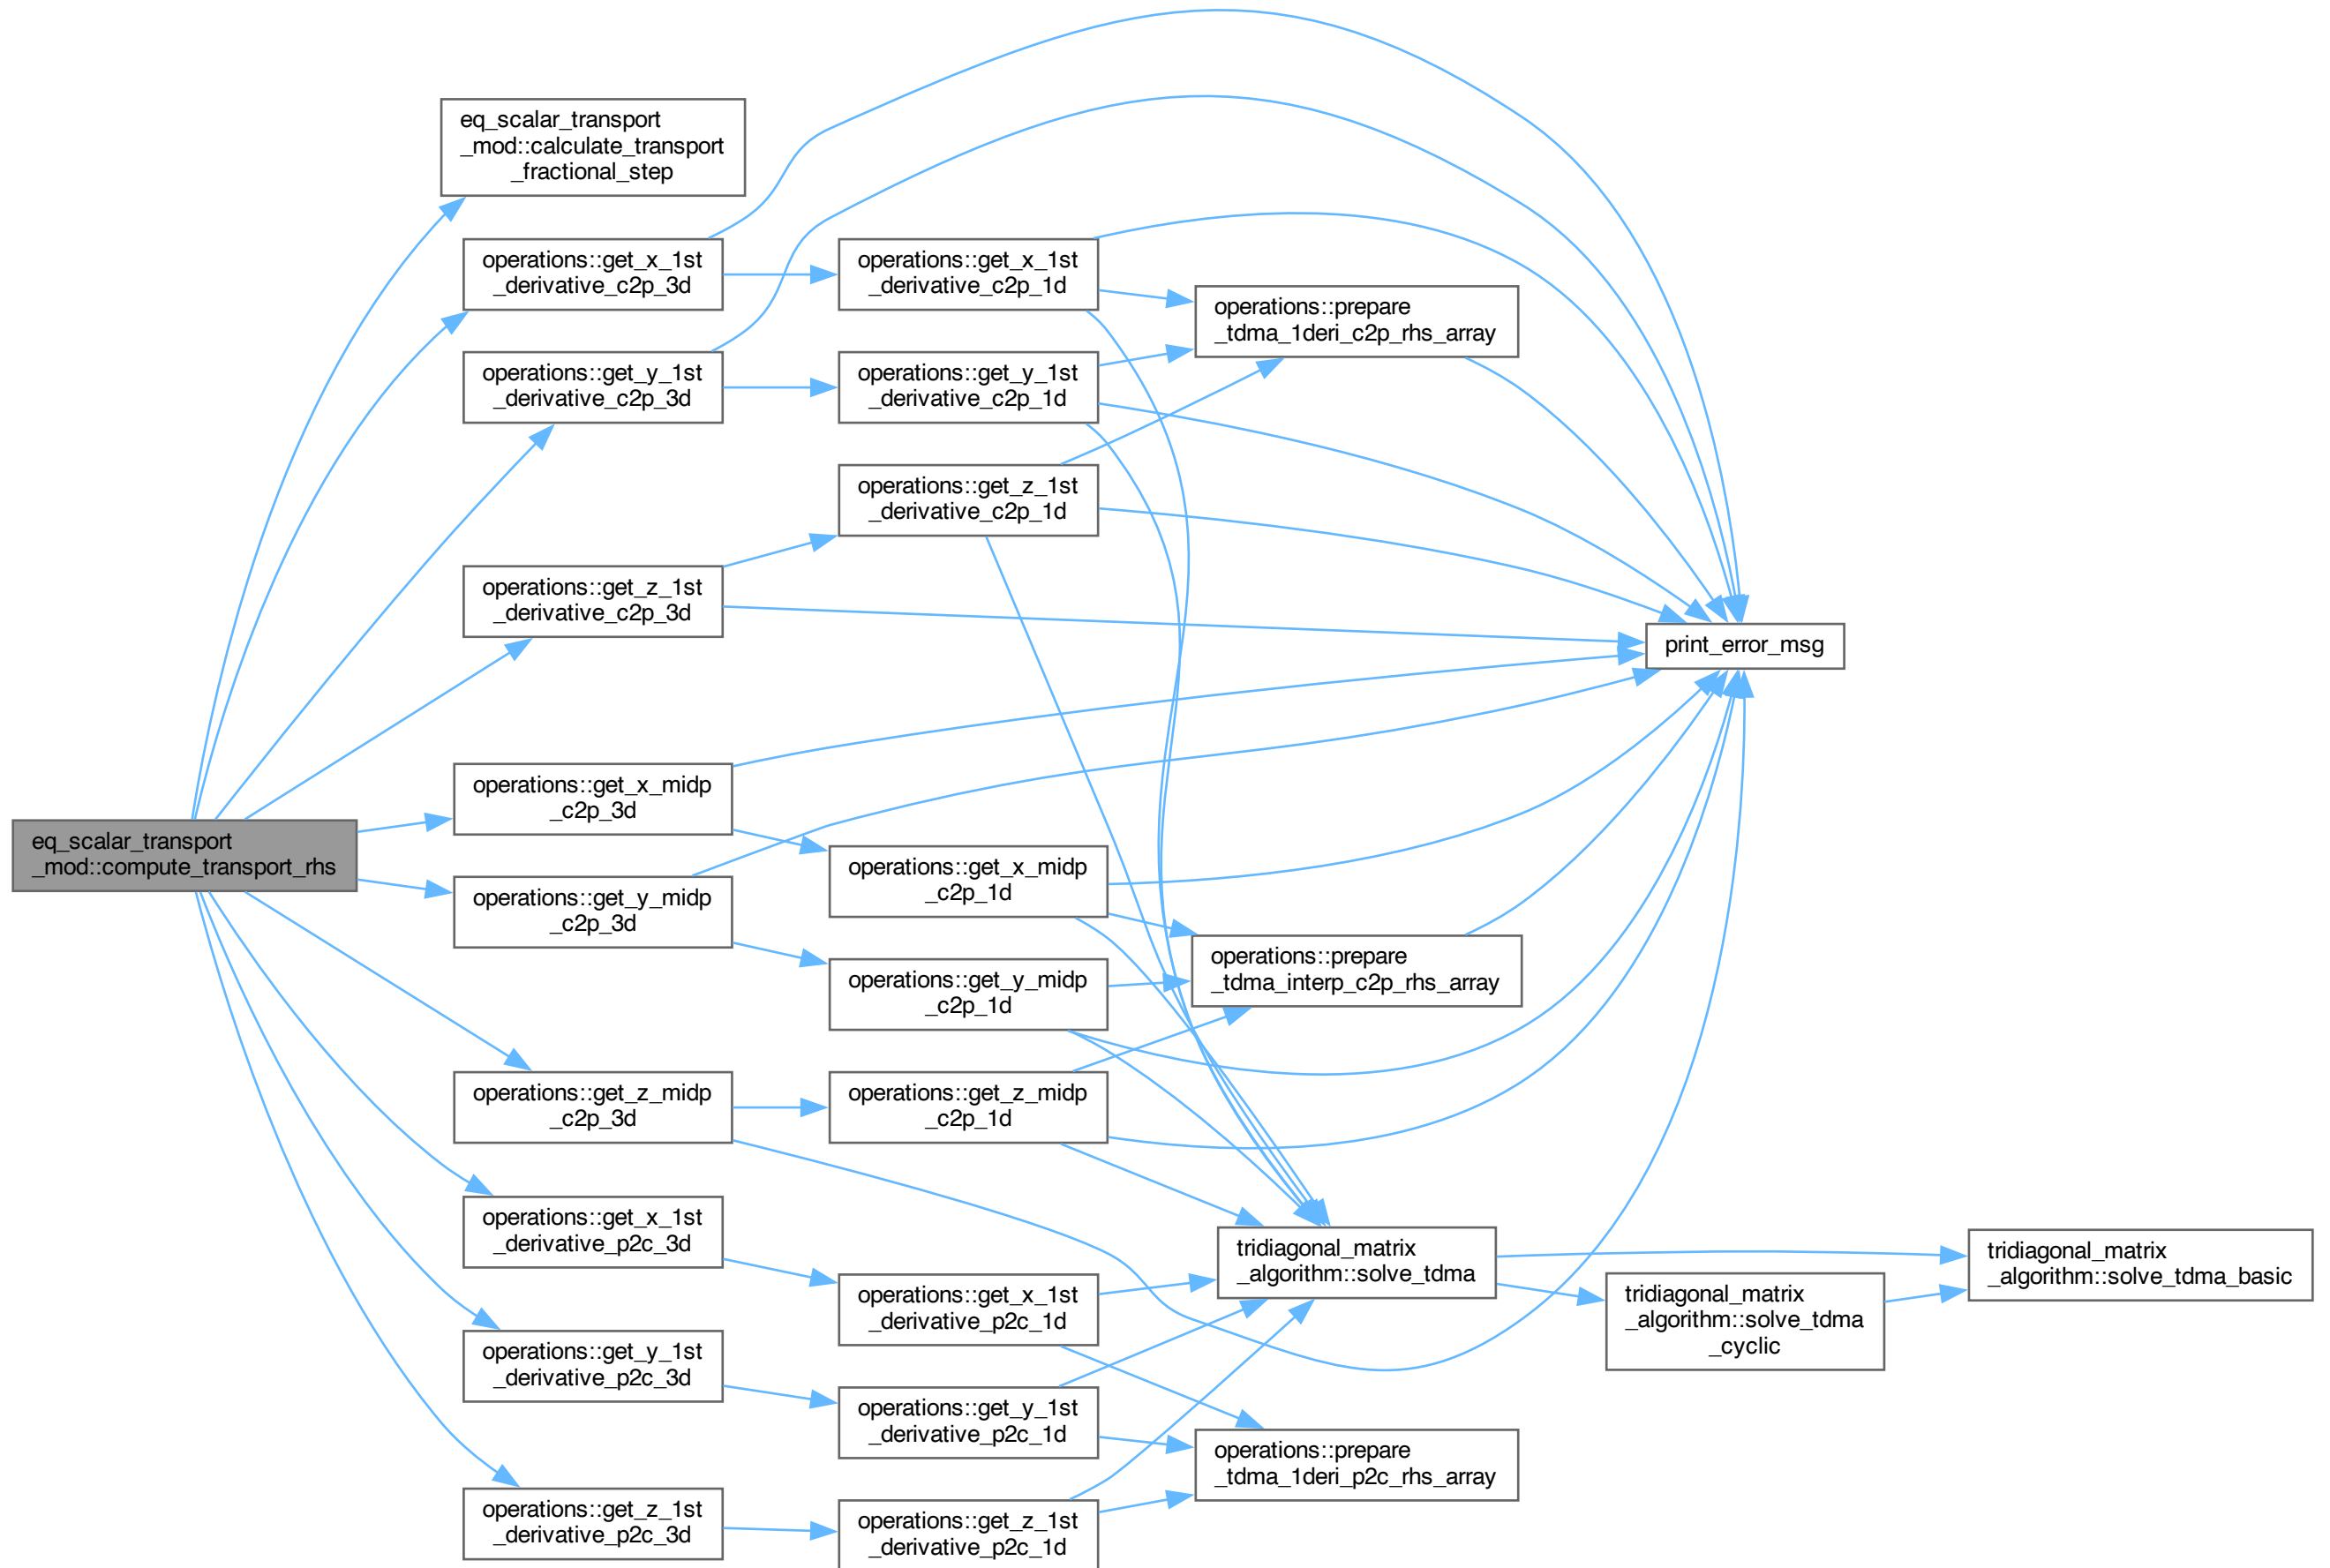 eq_scalar_transport
_mod::compute_transport_rhs
eq_scalar_transport
_mod::calculate_transport
_fractional_step
operations::get_x_1st
_derivative_c2p_3d
operations::get_y_1st
_derivative_c2p_3d
operations::get_z_1st
_derivative_c2p_3d
operations::get_x_midp
_c2p_3d
operations::get_y_midp
_c2p_3d
operations::get_z_midp
_c2p_3d
operations::get_x_1st
_derivative_p2c_3d
operations::get_y_1st
_derivative_p2c_3d
operations::get_z_1st
_derivative_p2c_3d
operations::get_x_1st
_derivative_c2p_1d
operations::get_y_1st
_derivative_c2p_1d
operations::get_z_1st
_derivative_c2p_1d
operations::get_x_midp
_c2p_1d
operations::get_y_midp
_c2p_1d
operations::get_z_midp
_c2p_1d
operations::get_x_1st
_derivative_p2c_1d
operations::get_y_1st
_derivative_p2c_1d
operations::get_z_1st
_derivative_p2c_1d
operations::prepare
_tdma_1deri_c2p_rhs_array
operations::prepare
_tdma_interp_c2p_rhs_array
tridiagonal_matrix
_algorithm::solve_tdma
operations::prepare
_tdma_1deri_p2c_rhs_array
print_error_msg
tridiagonal_matrix
_algorithm::solve_tdma
_cyclic
tridiagonal_matrix
_algorithm::solve_tdma_basic